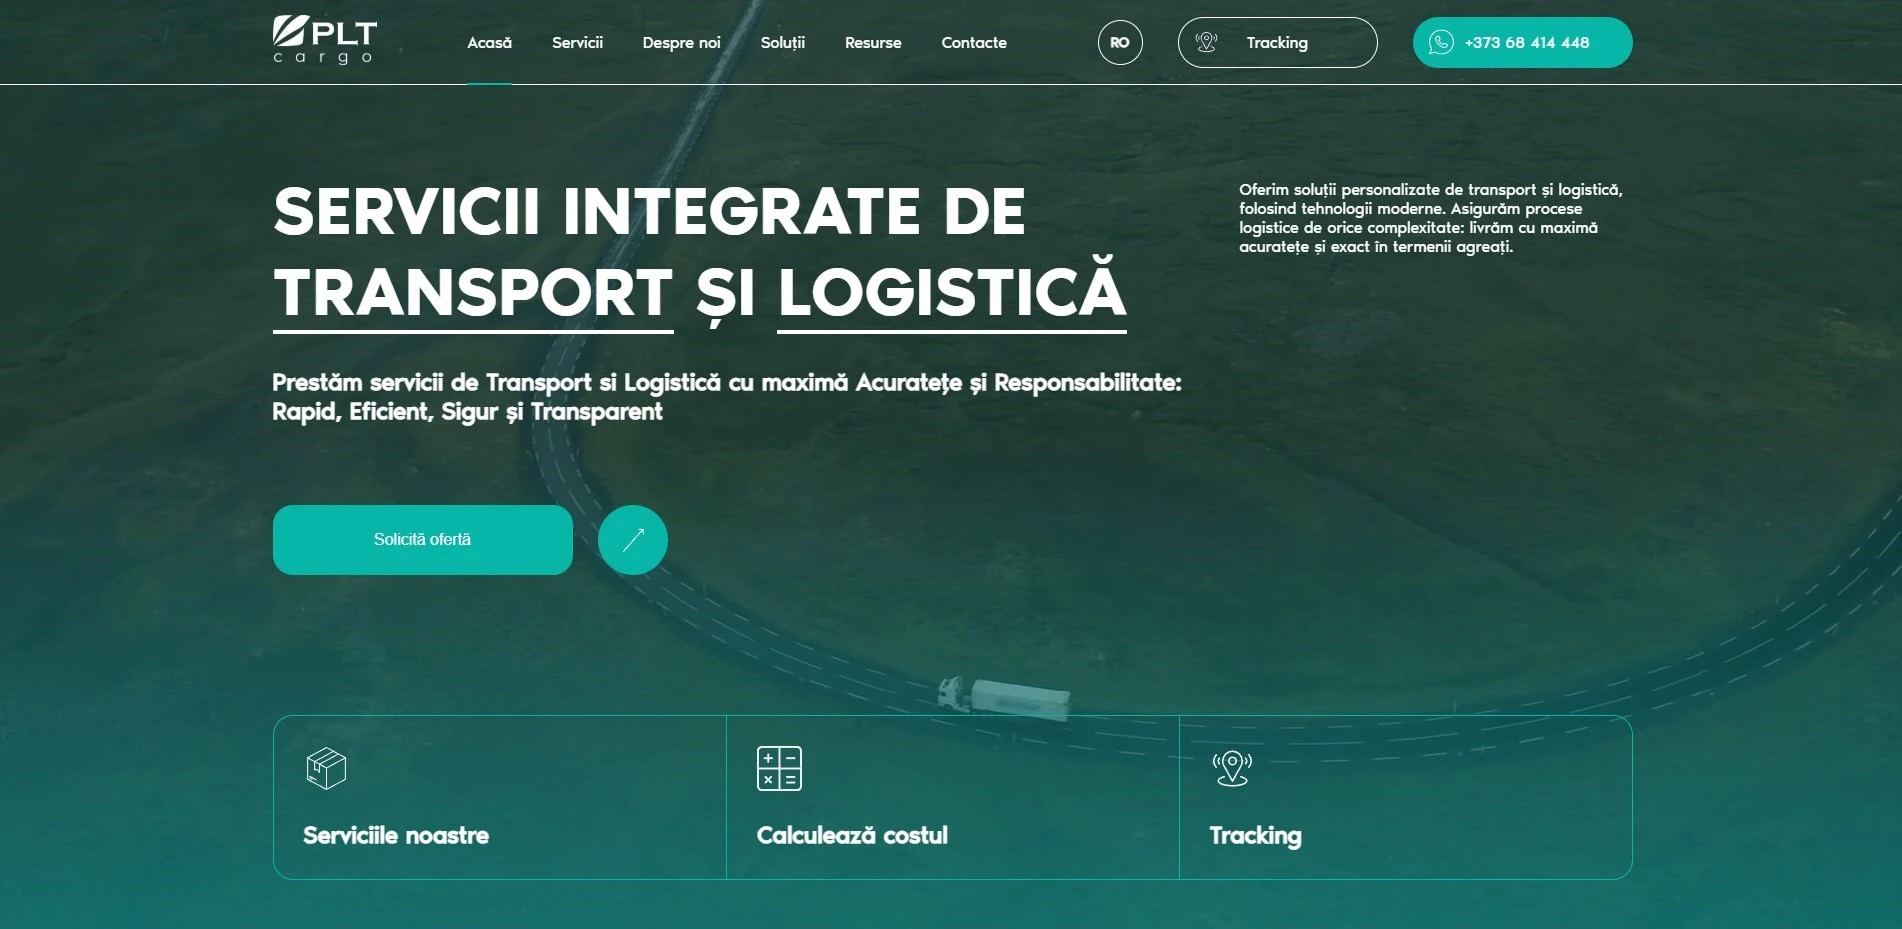 PLT
cargo
Acasă
Servicii
Despre noi
Soluții
Resurse
Contacte
RO
Tracking
+373 68 414 448
SERVICII INTEGRATE DE
TRANSPORT ȘI LOGISTICĂ
Oferim soluții personalizate de transport și logistică,
folosind tehnologii moderne. Asigurăm procese
logistice de orice complexitate: livrăm cu maximă
acuratețe și exact în termenii agreați.
Prestăm servicii de Transport si Logistică cu maximă Acuratețe și Responsabilitate:
Rapid, Eficient, Sigur și Transparent
Solicită ofertă
Serviciile noastre
Calculează costul
Tracking